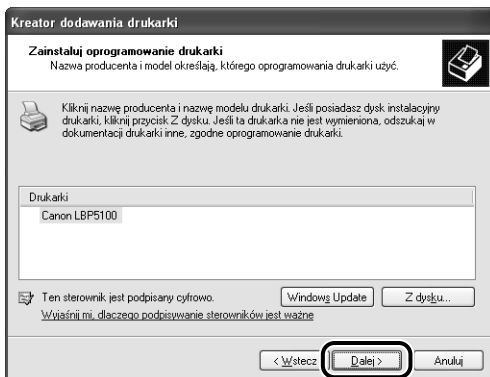 Kreator dodawania drukarki
Zainstaluj oprogramowanie drukarki
Nazwa producenta i model określają, którego oprogramowania drukarki użyć.
Kliknij nazwę producenta i nazwę modelu drukarki. Jeśli posiadasz dysk instalacyjny
drukarki, kliknij przycisk Z dysku. Jeśli ta drukarka nie jest wymieniona, odszukaj w
dokumentacji drukarki inne, zgodne oprogramowanie drukarki.
Drukarki
Canon LBP5100
Ten sterownik jest podpisany cyfrowo.
Windows Update
Z dysku...
Wyjaśnij mi, dlaczego podpisywanie sterowników jest ważne
< Wstecz
Dalej >
Anuluj